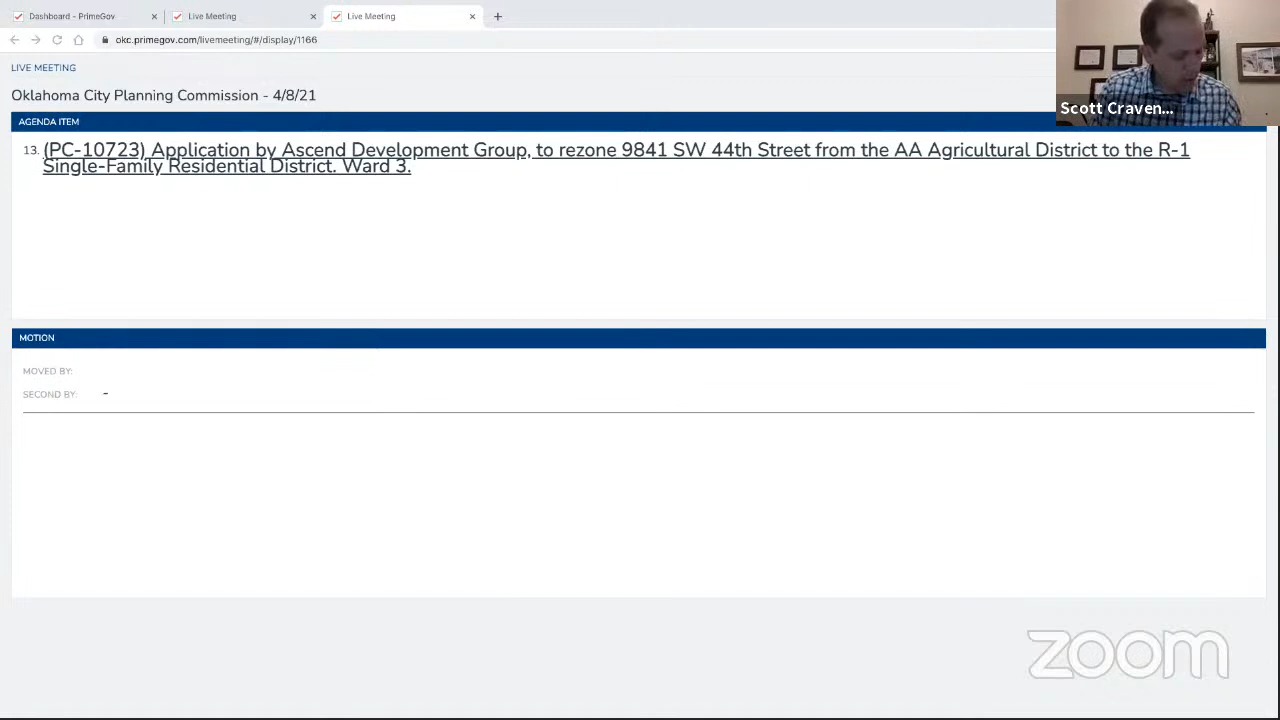 Dashboard - PrimeGov
Live Meeting
Live Meeting
okc.primegov.com/livemeeting/#/display/1166
LIVE MEETING
Oklahoma City Planning Commission - 4/8/21
Scott Craven...
AGENDA ITEM
13. (PC-10723) Application by Ascend Development Group, to rezone 9841 SW 44th Street from the AA Agricultural District to the R-1
Single-Family Residential District. Ward 3.
MOTION
MOVED BY:
SECOND BY: -
zoom